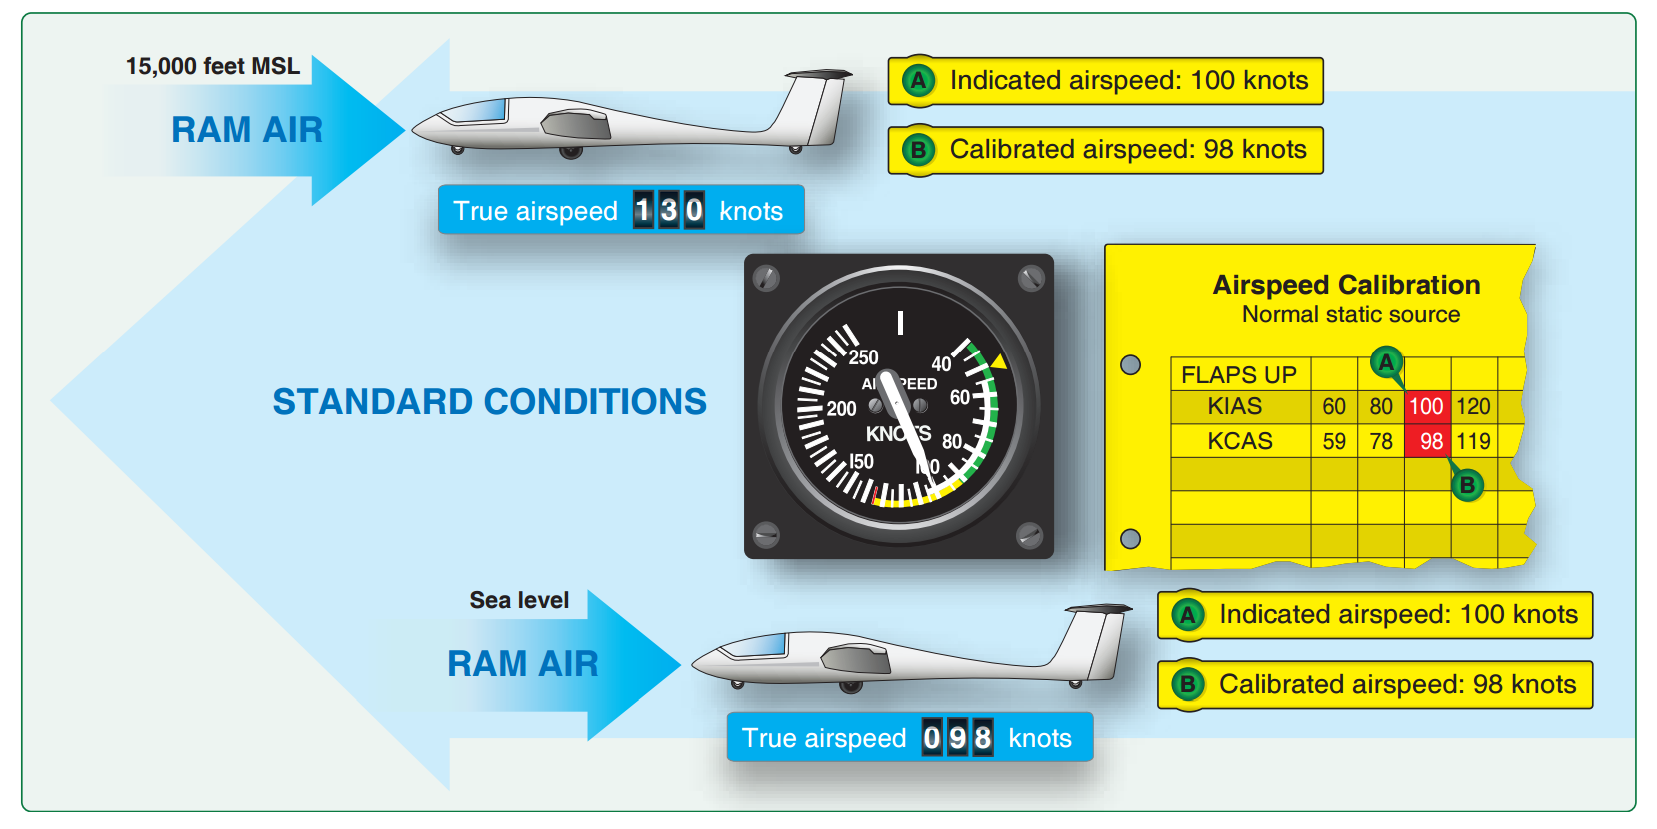 15,000 feet MSL
RAM AIR
True airspeed 130 knots
A Indicated airspeed: 100 knots
B Calibrated airspeed: 98 knots
STANDARD CONDITIONS
250
40
AIRSPEED
60
200
KNOTS
80
150
100
Airspeed Calibration
Normal static source
A
FLAPS UP
KIAS 60 80 100 120
KCAS 59 78 98 119
B
Sea level
RAM AIR
True airspeed 098 knots
A Indicated airspeed: 100 knots
B Calibrated airspeed: 98 knots